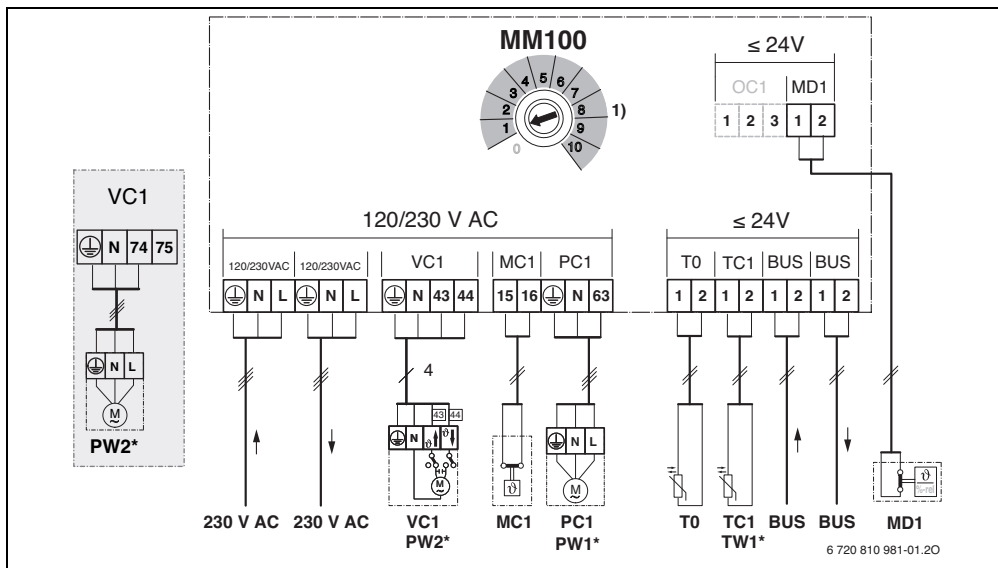 MM100
0 1 2 3 4 5 6 7 8 9 10
1)
≤ 24V
OC1 MD1
1 2 3 1 2
VC1
N 74 75
N L
M
~
PW2*
120/230 V AC
≤ 24V
120/230VAC 120/230VAC VC1 MC1 PC1 T0 TC1 BUS BUS
N L N L N 43 44 15 16 N 63 1 2 1 2 1 2 1 2
4
43 44
N ϑ ϑ
M
~
ϑ
N L
M
~
ϑ
%-rel
230 V AC 230 V AC VC1 MC1 PC1 T0 TC1 BUS BUS MD1
PW2* PW1* TW1*
6 720 810 981-01.2O